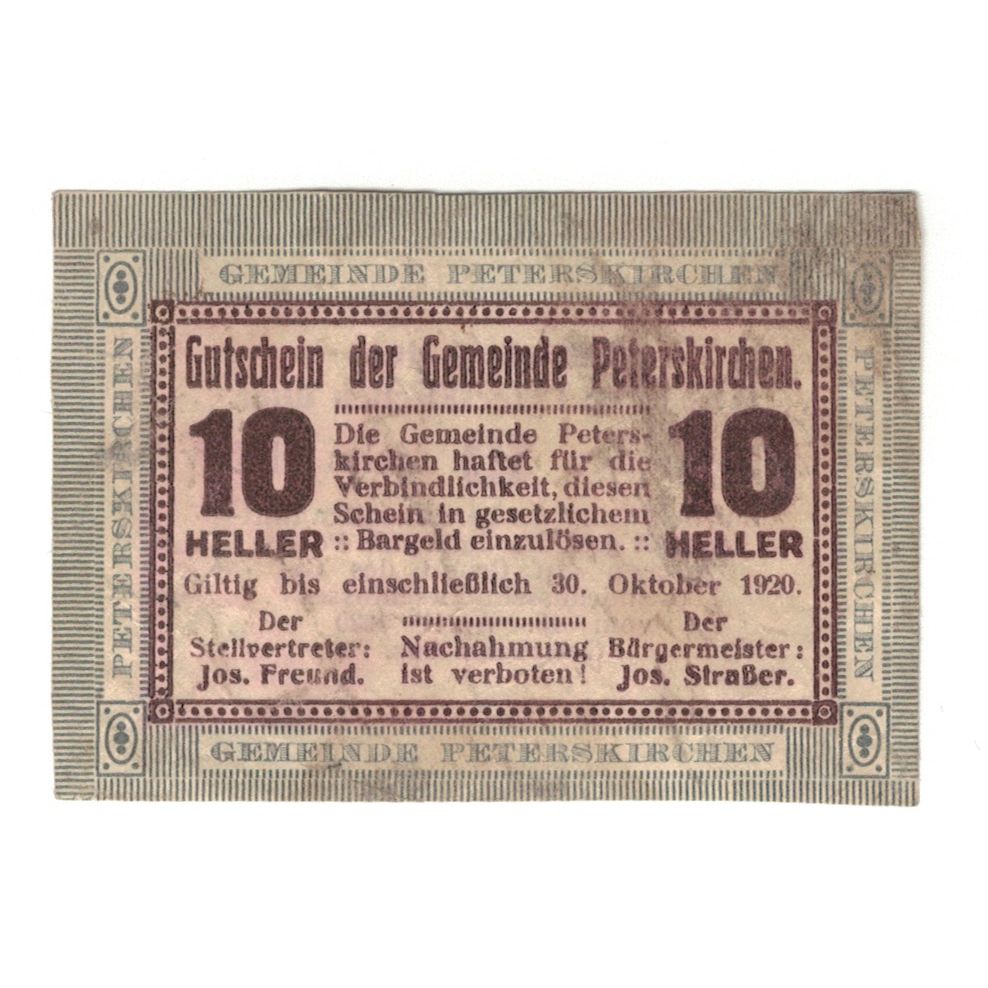 GEMEINDE PETERSKIRCHEN
PETERSKIRCHEN
PETERSKIRCHEN
Gutschein der Gemeinde Peterskirchen.
10
HELLER
Die Gemeinde Peters-
kirchen haftet für die
Verbindlichkeit, diesen
Schein in gesetzlichem
:: Bargeld einzulösen. ::
10
HELLER
Giltig bis einschließlich 30. Oktober 1920.
Der
Stellvertreter:
Jos. Freund.
Nachahmung
ist verboten!
Der
Bürgermeister:
Jos. Straßer.
GEMEINDE PETERSKIRCHEN